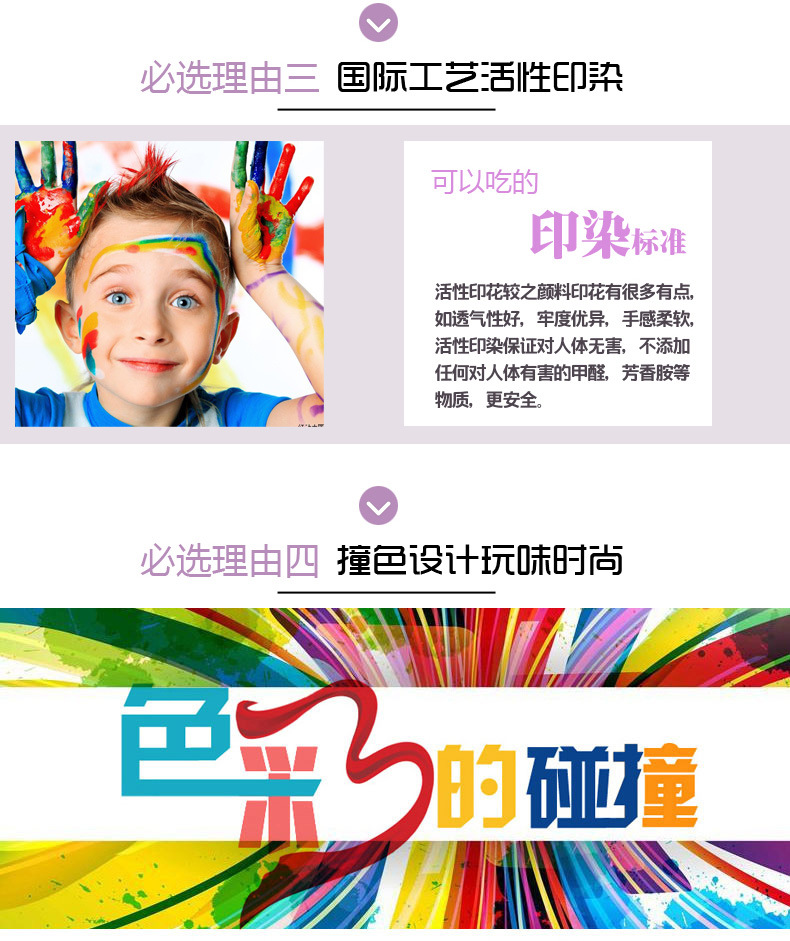 必选理由三 国际工艺活性印染
可以吃的
印染标准
活性印花较之颜料印花有很多有点,
如透气性好, 牢度优异, 手感柔软,
活性印染保证对人体无害, 不添加
任何对人体有害的甲醛, 芳香胺等
物质, 更安全。
必选理由四 撞色设计玩味时尚
色彩的碰撞